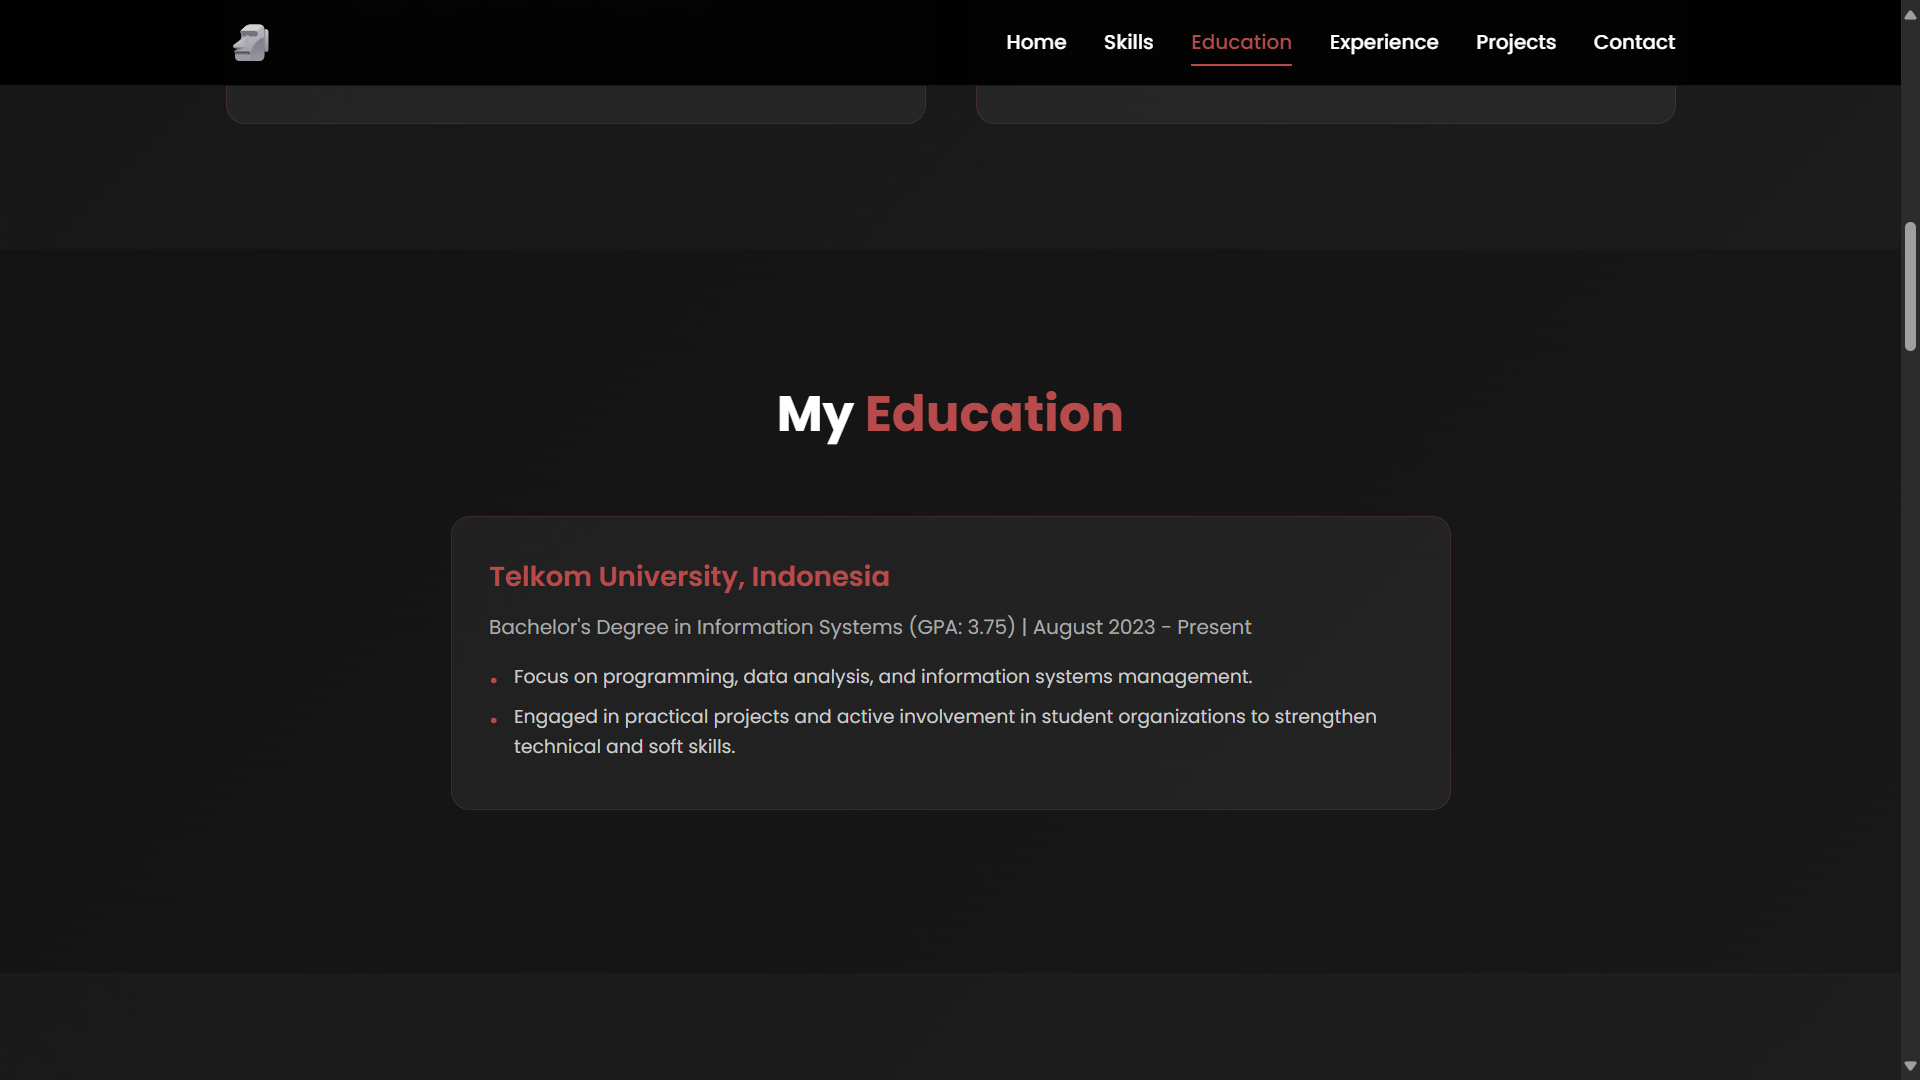 Home Skills Education Experience Projects Contact
My Education
Telkom University, Indonesia
Bachelor's Degree in Information Systems (GPA: 3.75) | August 2023 - Present
• Focus on programming, data analysis, and information systems management.
• Engaged in practical projects and active involvement in student organizations to strengthen
technical and soft skills.